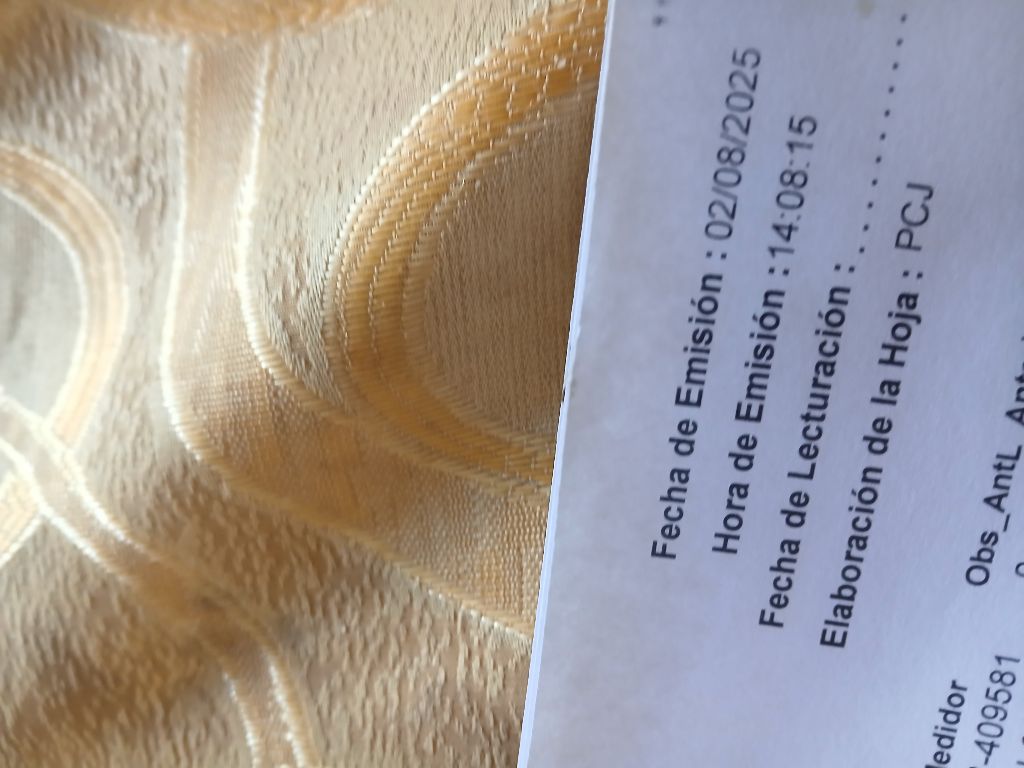 Fecha de Emisión : 02/08/2025
Hora de Emisión :14:08:15
Fecha de Lecturación : . . . . . . . . . .
Elaboración de la Hoja : PCJ
Obs_AntL
-409581